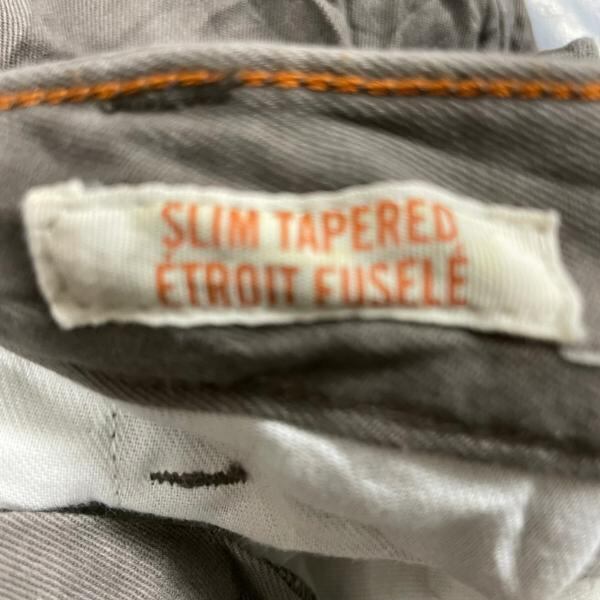 SLIM TAPERED
ÉTROIT FUSELÉ